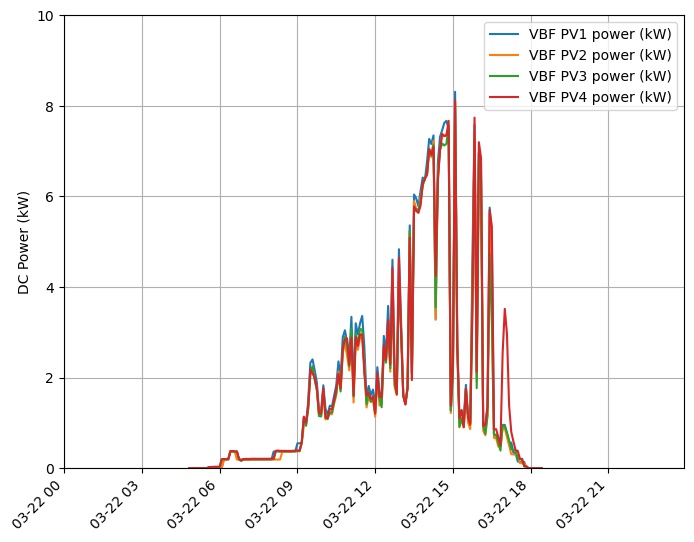 10
8
6
4
2
0
DC Power (kW)
VBF PV1 power (kW)
VBF PV2 power (kW)
VBF PV3 power (kW)
VBF PV4 power (kW)
03-22 00
03-22 03
03-22 06
03-22 09
03-22 12
03-22 15
03-22 18
03-22 21